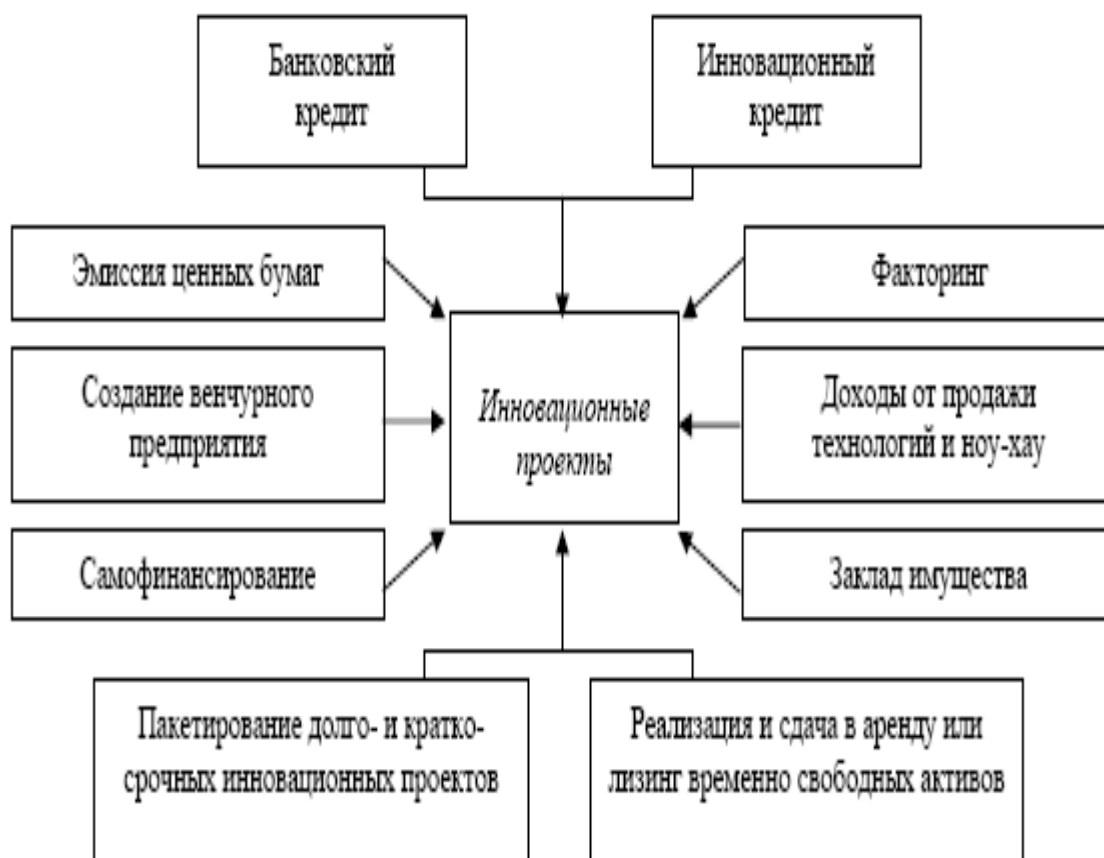 Банковский
кредит
Инновационный
кредит
Эмиссия ценных бумаг
Факторинг
Создание венчурного
предприятия
Инновационные
проекты
Доходы от продажи
технологий и ноу-хау
Самофинансирование
Заклад имущества
Пакетирование долго- и кратко-
срочных инновационных проектов
Реализация и сдача в аренду или
лизинг временно свободных активов